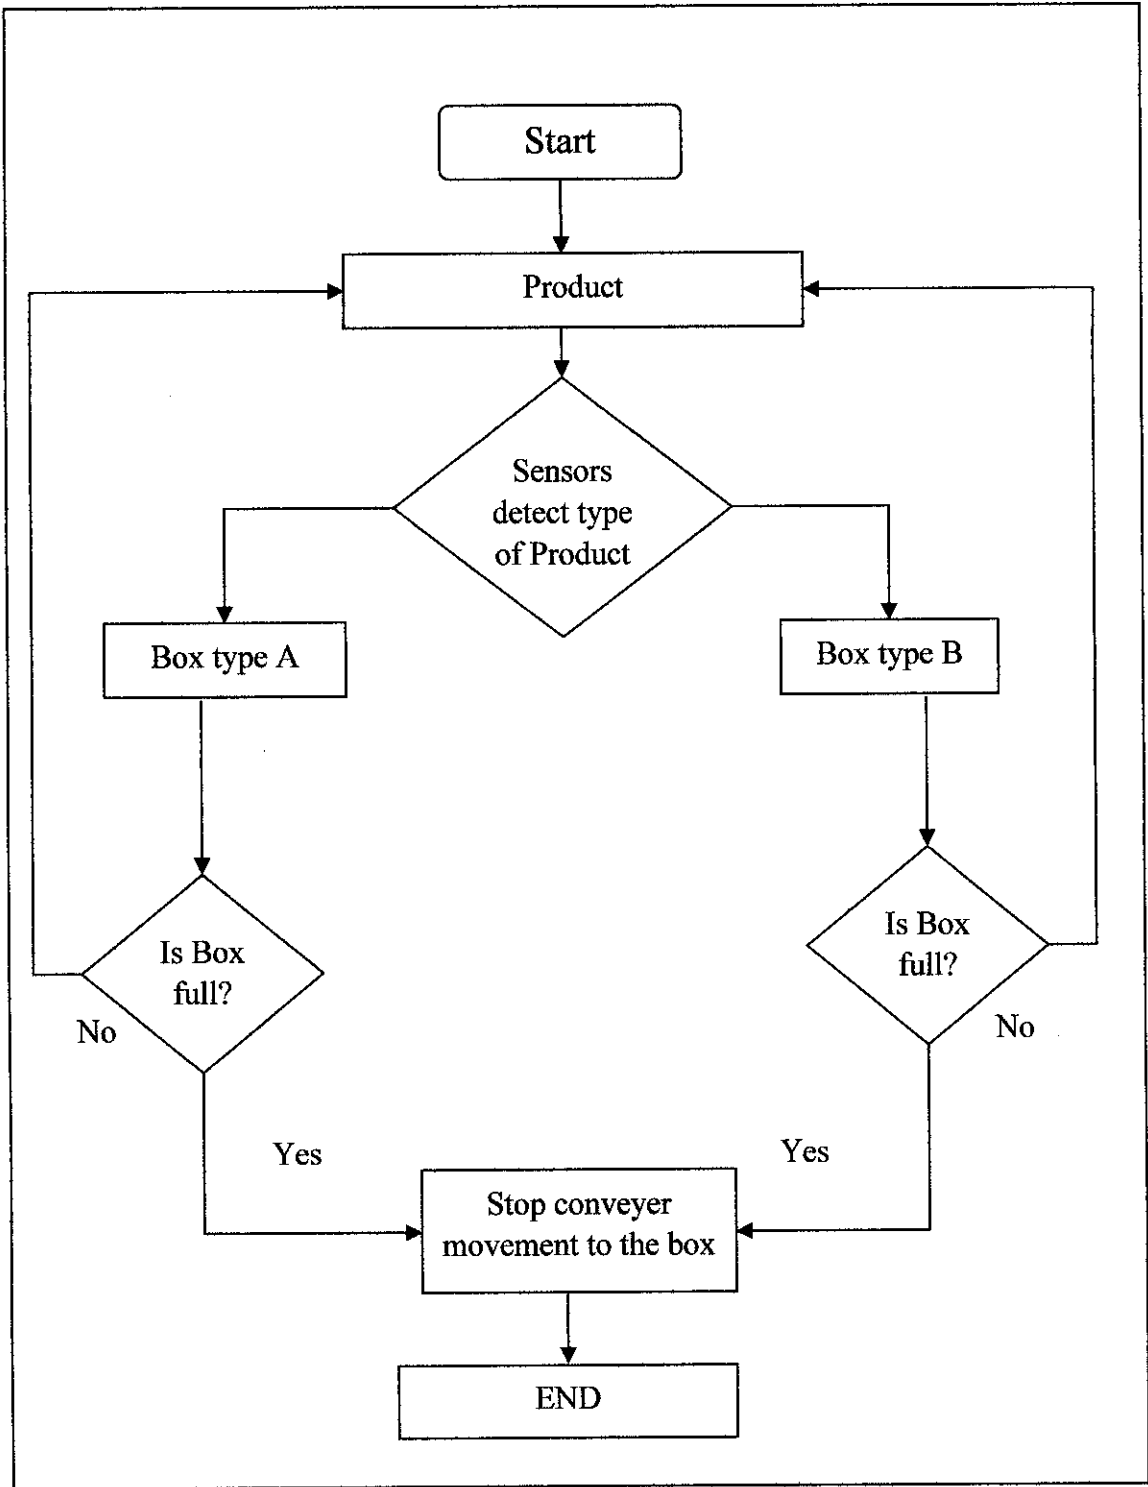 Start
Product
Sensors
detect type
of Product
Box type A
Box type B
Is Box
full?
No
Is Box
full?
No
Yes
Yes
Stop conveyer
movement to the box
END